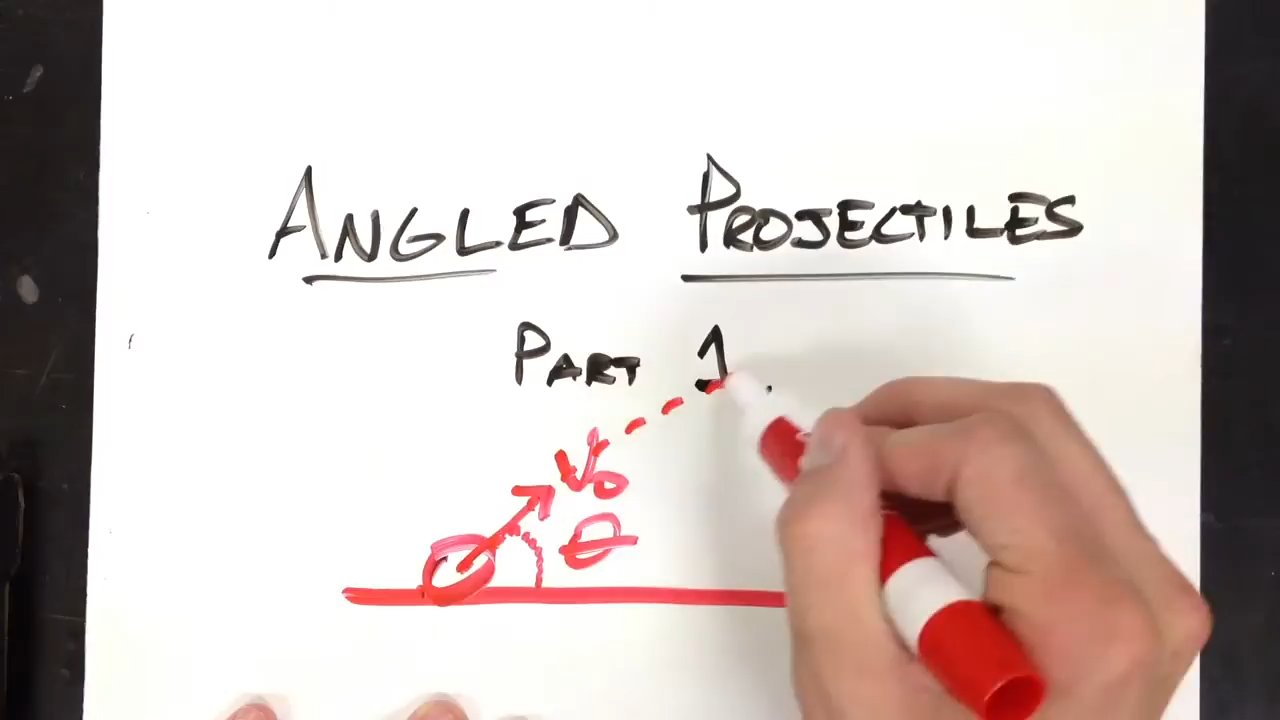 ANGLED PROJECTILES
PART 1
V₀
θ